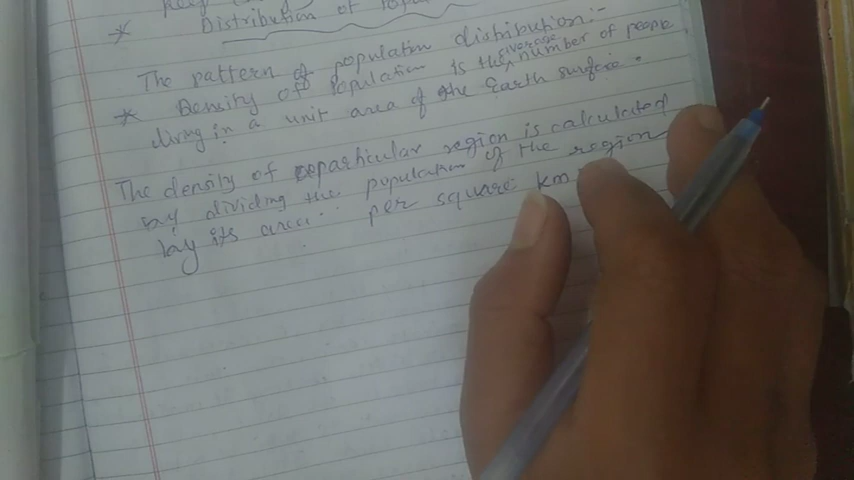 * Distribution of Popu
The pattern of population distribution:-
* Density of Population is the average number of people
living in a unit area of the Earth surface.
The density of particular region is calculated
by dividing the population of the region
by its area.. per square km